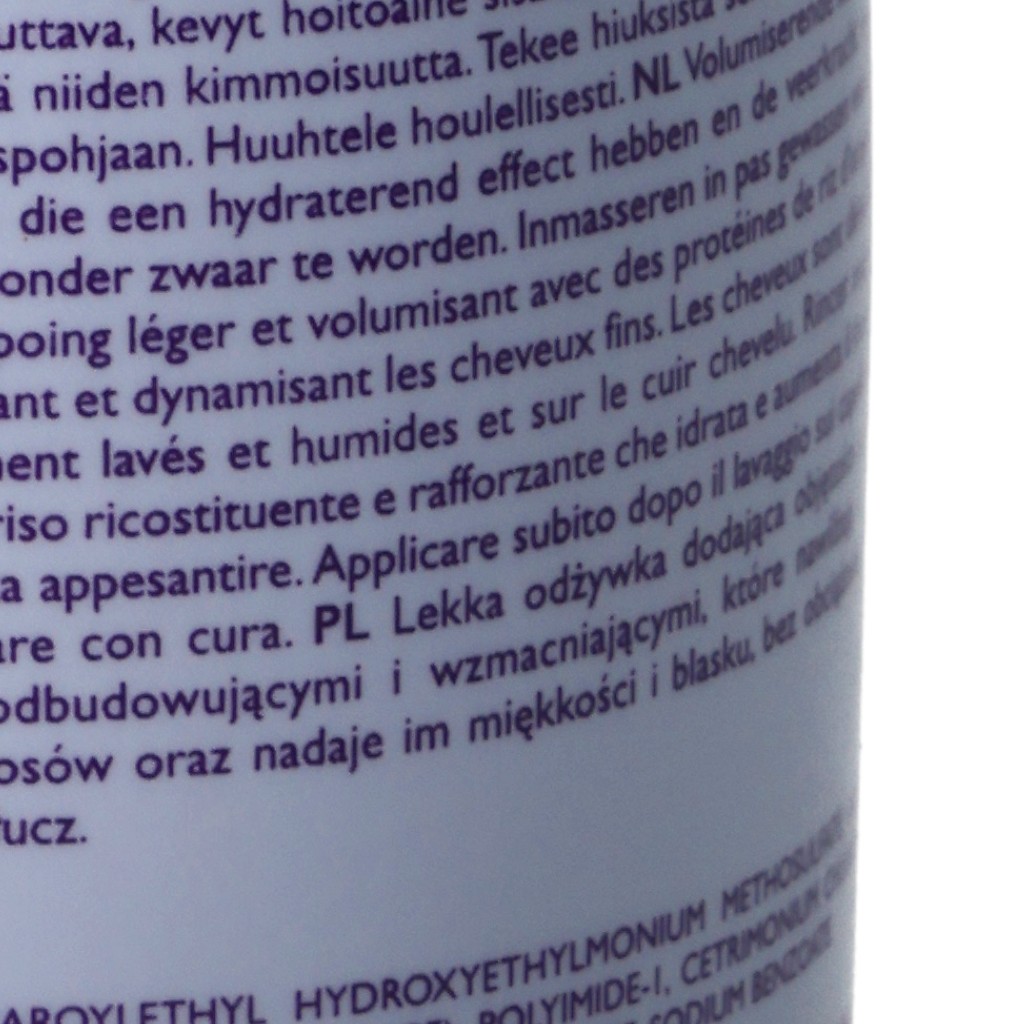 uttava, kevyt hoitoaine
ä niiden kimmoisuutta. Tekee hiuksista
spohjaan. Huuhtele houlellisesti. NL Volumiserende
die een hydraterend effect hebben en de veerkracht
onder zwaar te worden. Inmasseren in pas gewassen
ooing léger et volumisant avec des protéines de riz
ant et dynamisant les cheveux fins. Les cheveux sont
ent lavés et humides et sur le cuir chevelu. Rincer
riso ricostituente e rafforzante che idrata e aumenta
a appesantire. Applicare subito dopo il lavaggio sui
are con cura. PL Lekka odżywka dodająca objętości
odbudowującymi i wzmacniającymi, które nawilżają
osów oraz nadaje im miękkości i blasku, bez
ucz.
AROYLETHYL HYDROXYETHYLMONIUM METHOSULFATE
POLYIMIDE-1, CETRIMONIUM
SODIUM BENZOATE